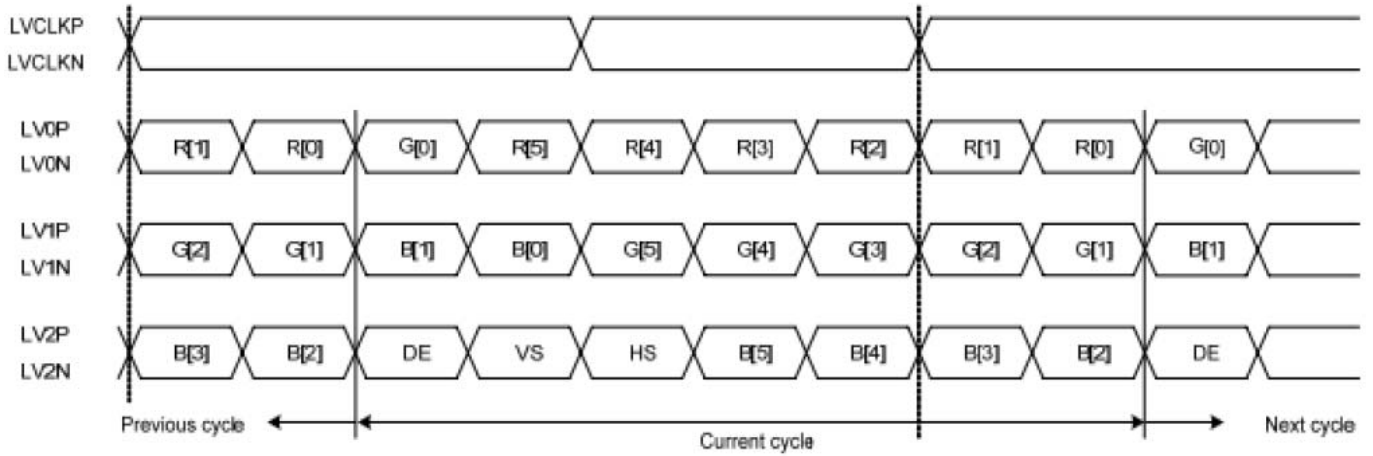 LVCLKP
LVCLKN
LV0P
LV0N
R[1] R[0] G[0] R[5] R[4] R[3] R[2] R[1] R[0] G[0]
LV1P
LV1N
G[2] G[1] B[1] B[0] G[5] G[4] G[3] G[2] G[1] B[1]
LV2P
LV2N
B[3] B[2] DE VS HS B[5] B[4] B[3] B[2] DE
Previous cycle
Current cycle
Next cycle